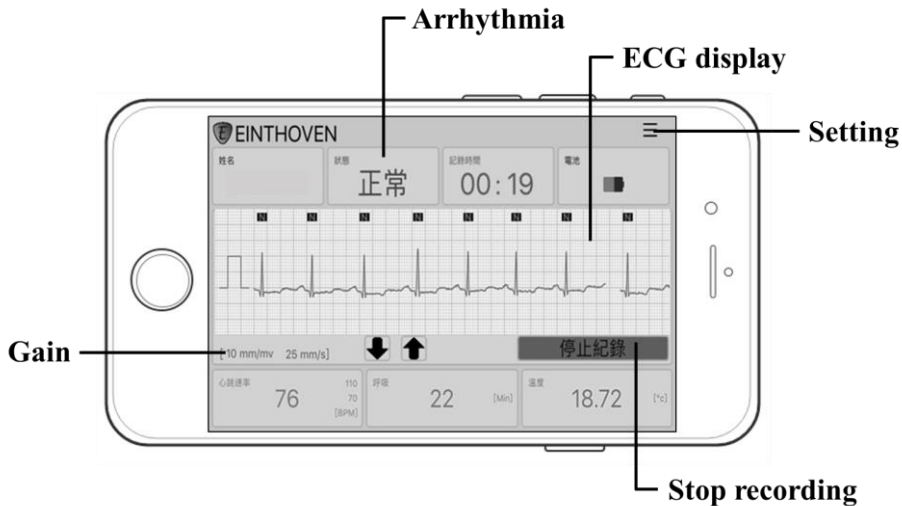 Arrhythmia
ECG display
Setting
EINTHOVEN
姓名
狀態
正常
記錄時間
00:19
電池
N N N N N N N N
Gain
[ 10 mm/mv 25 mm/s]
停止紀錄
心跳速率
76
110
70
[BPM]
呼吸
22
[Min]
溫度
18.72
[°c]
Stop recording